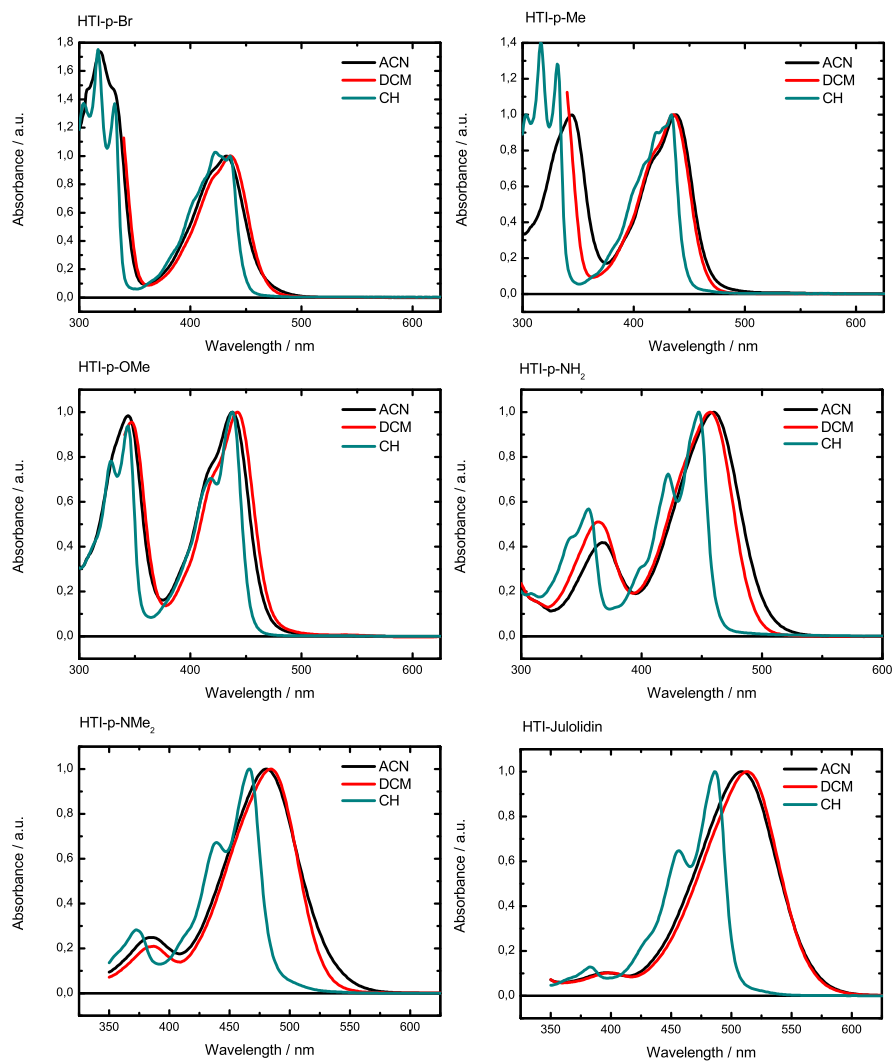 HTI-p-Br
1,8
1,6
1,4
1,2
1,0
0,8
0,6
0,4
0,2
0,0
Absorbance / a.u.
ACN
DCM
CH
300 400 500 600
Wavelength / nm
HTI-p-Me
1,4
1,2
1,0
0,8
0,6
0,4
0,2
0,0
Absorbance / a.u.
ACN
DCM
CH
300 400 500 600
Wavelength / nm
HTI-p-OMe
1,0
0,8
0,6
0,4
0,2
0,0
Absorbance / a.u.
ACN
DCM
CH
300 400 500 600
Wavelength / nm
HTI-p-NH₂
1,0
0,8
0,6
0,4
0,2
0,0
Absorbance / a.u.
ACN
DCM
CH
300 400 500 600
Wavelength / nm
HTI-p-NMe₂
1,0
0,8
0,6
0,4
0,2
0,0
Absorbance / a.u.
ACN
DCM
CH
350 400 450 500 550 600
Wavelength / nm
HTI-Julolidin
1,0
0,8
0,6
0,4
0,2
0,0
Absorbance / a.u.
ACN
DCM
CH
350 400 450 500 550 600
Wavelength / nm